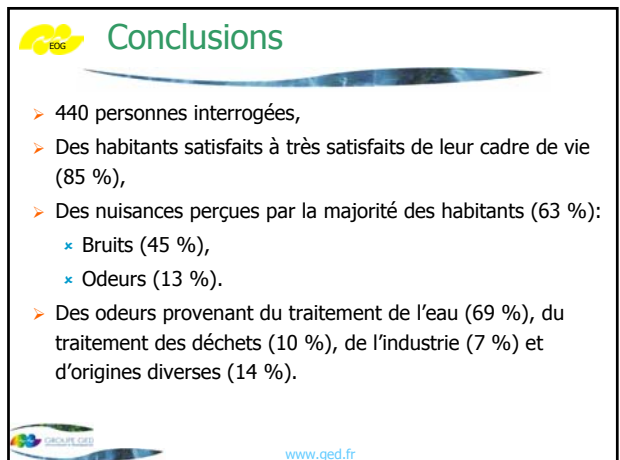 EOG
Conclusions
440 personnes interrogées,
Des habitants satisfaits à très satisfaits de leur cadre de vie
(85 %),
Des nuisances perçues par la majorité des habitants (63 %):
Bruits (45 %),
Odeurs (13 %).
Des odeurs provenant du traitement de l'eau (69 %), du
traitement des déchets (10 %), de l'industrie (7 %) et
d'origines diverses (14 %).
GROUPE GED
www.ged.fr